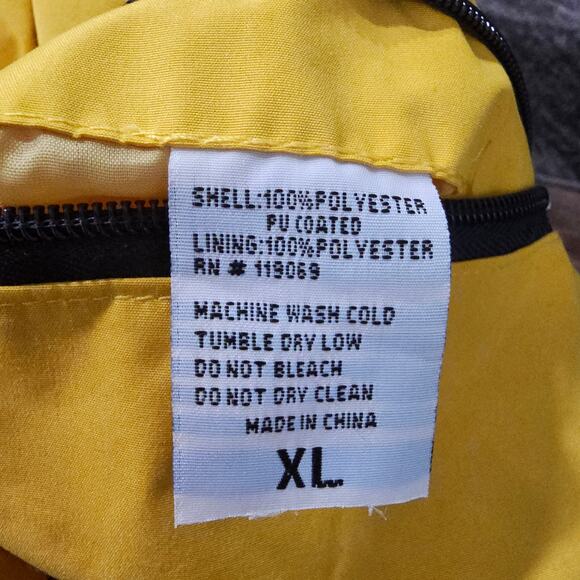 SHELL:100%POLYESTER
PU COATED
LINING:100%POLYESTER
RN # 119069
MACHINE WASH COLD
TUMBLE DRY LOW
DO NOT BLEACH
DO NOT DRY CLEAN
MADE IN CHINA
XL